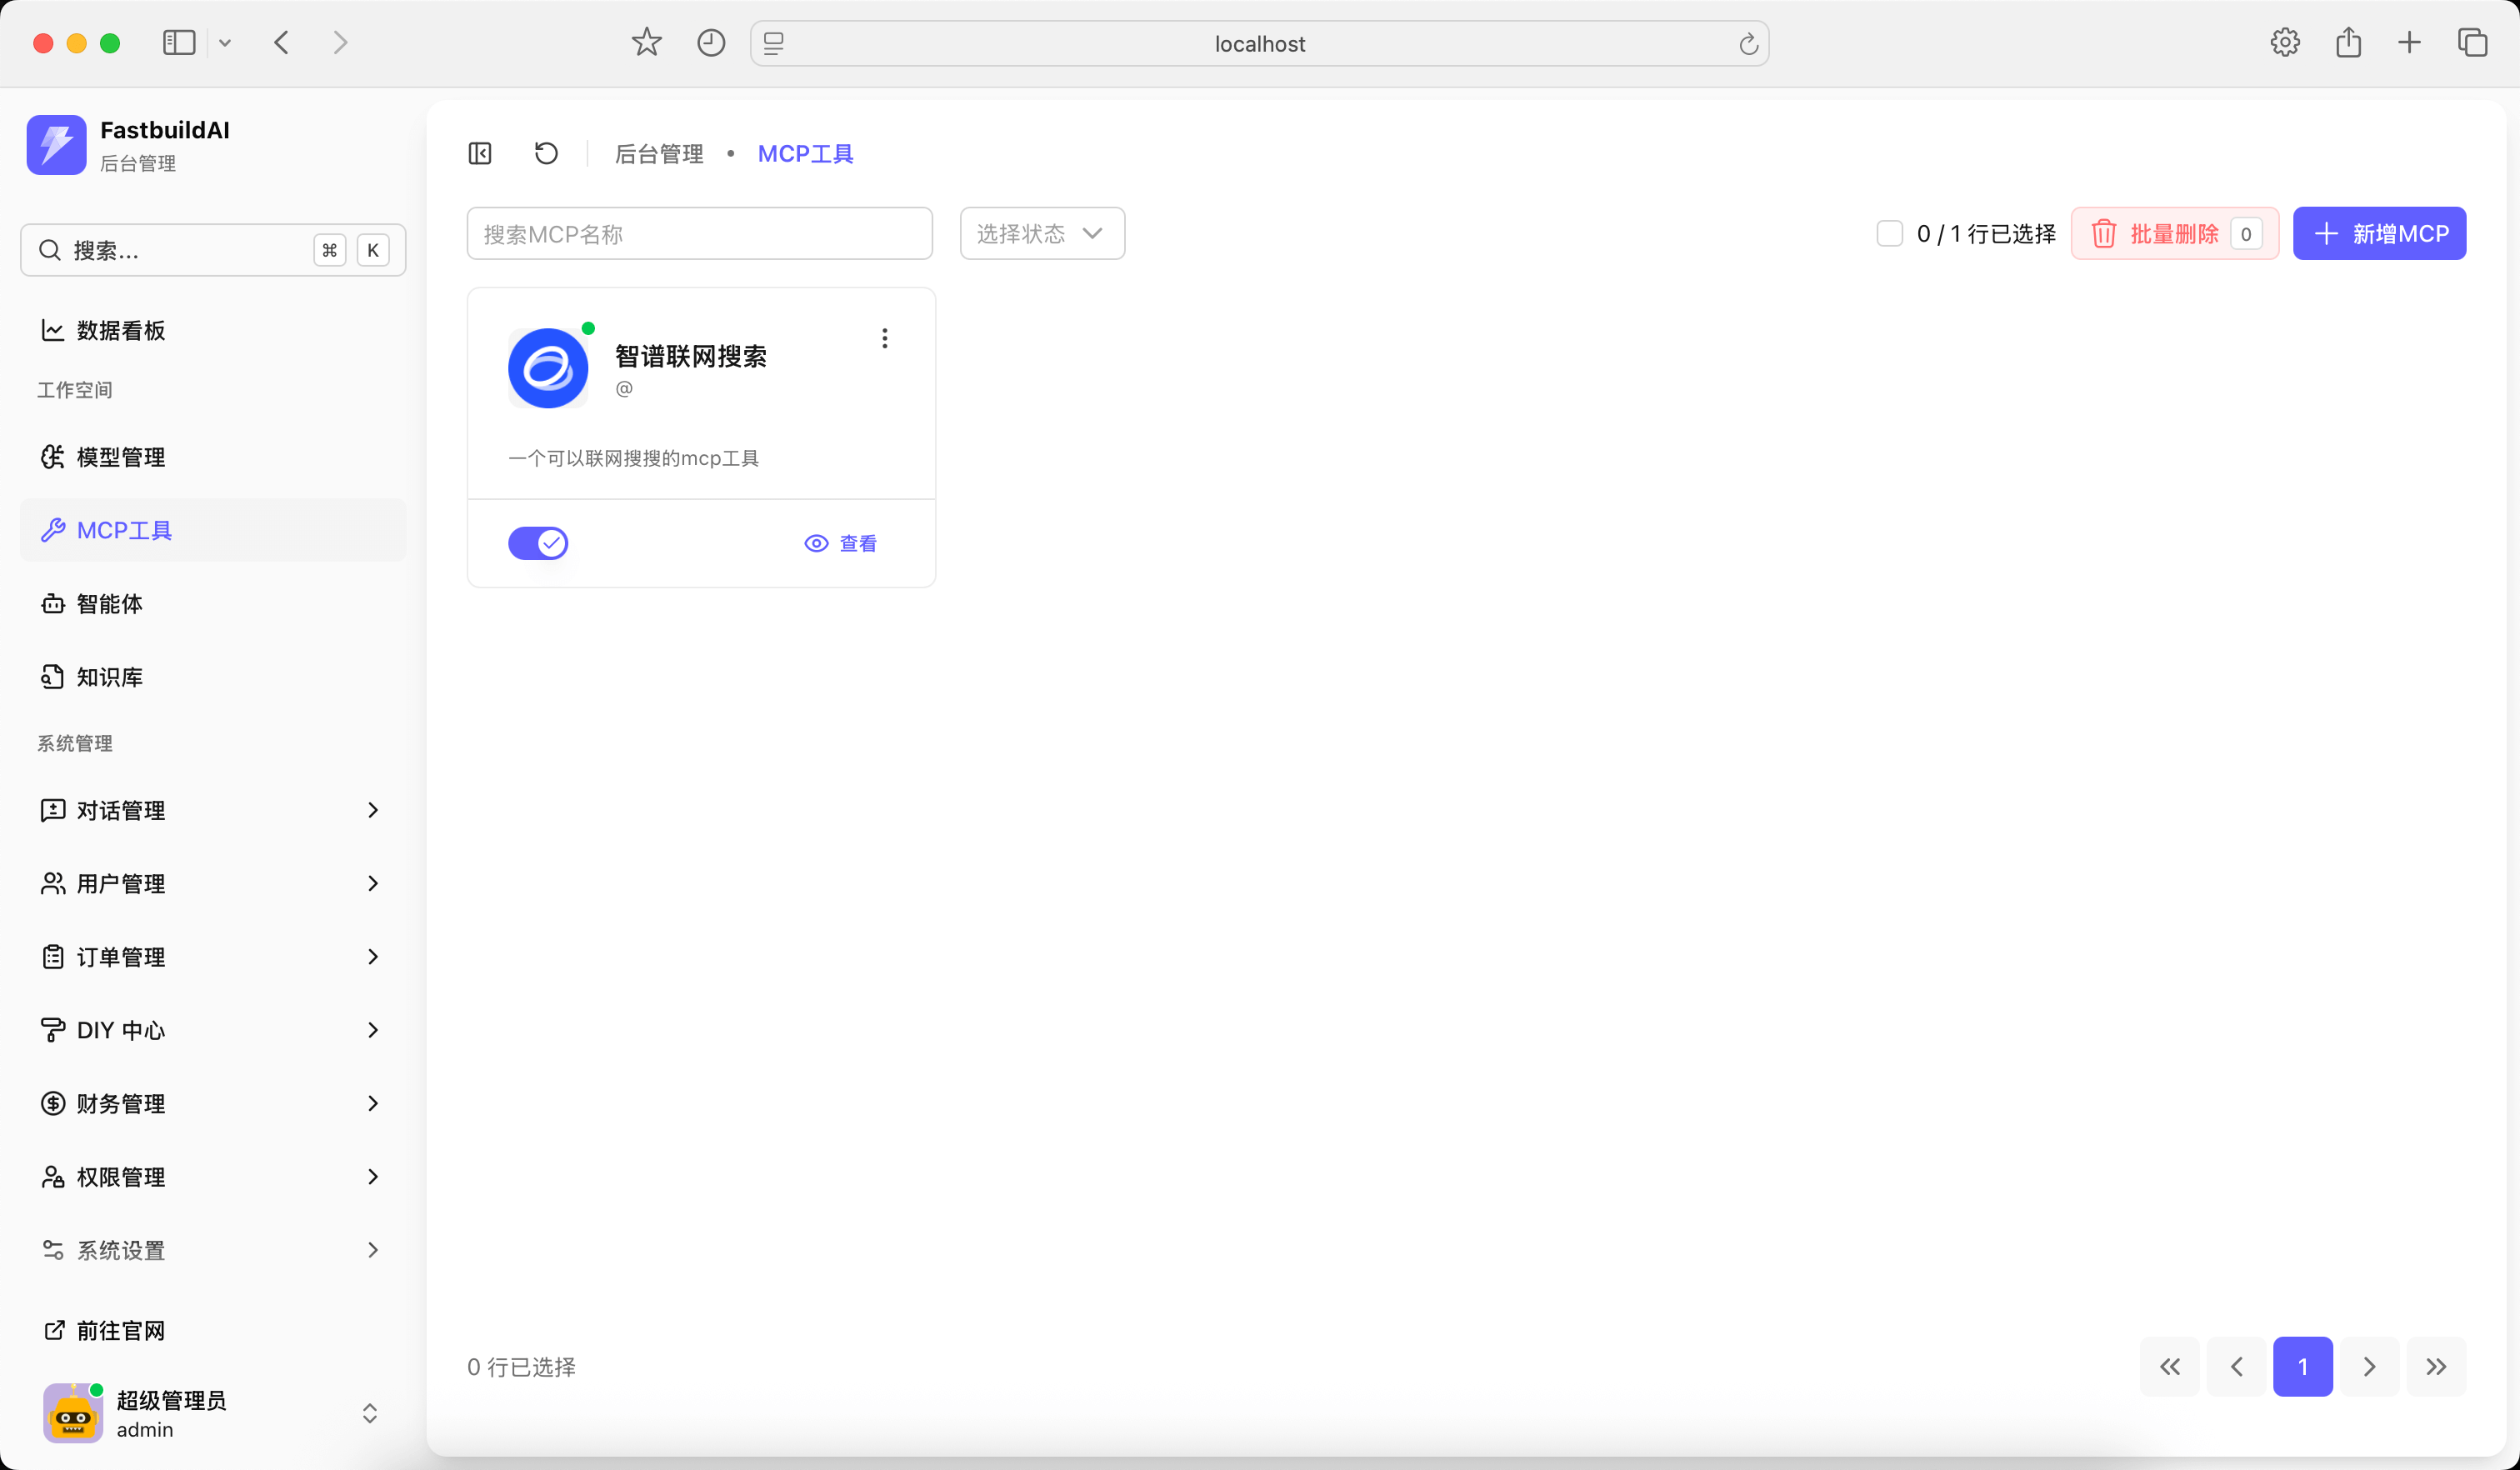 localhost
FastbuildAI
后台管理
搜索...
⌘ K
数据看板
工作空间
模型管理
MCP工具
智能体
知识库
系统管理
对话管理
用户管理
订单管理
DIY 中心
财务管理
权限管理
系统设置
前往官网
超级管理员
admin
后台管理 • MCP工具
搜索MCP名称
选择状态
0 / 1 行已选择
批量删除 0
新增MCP
智谱联网搜索
@
一个可以联网搜搜的mcp工具
查看
0 行已选择
1